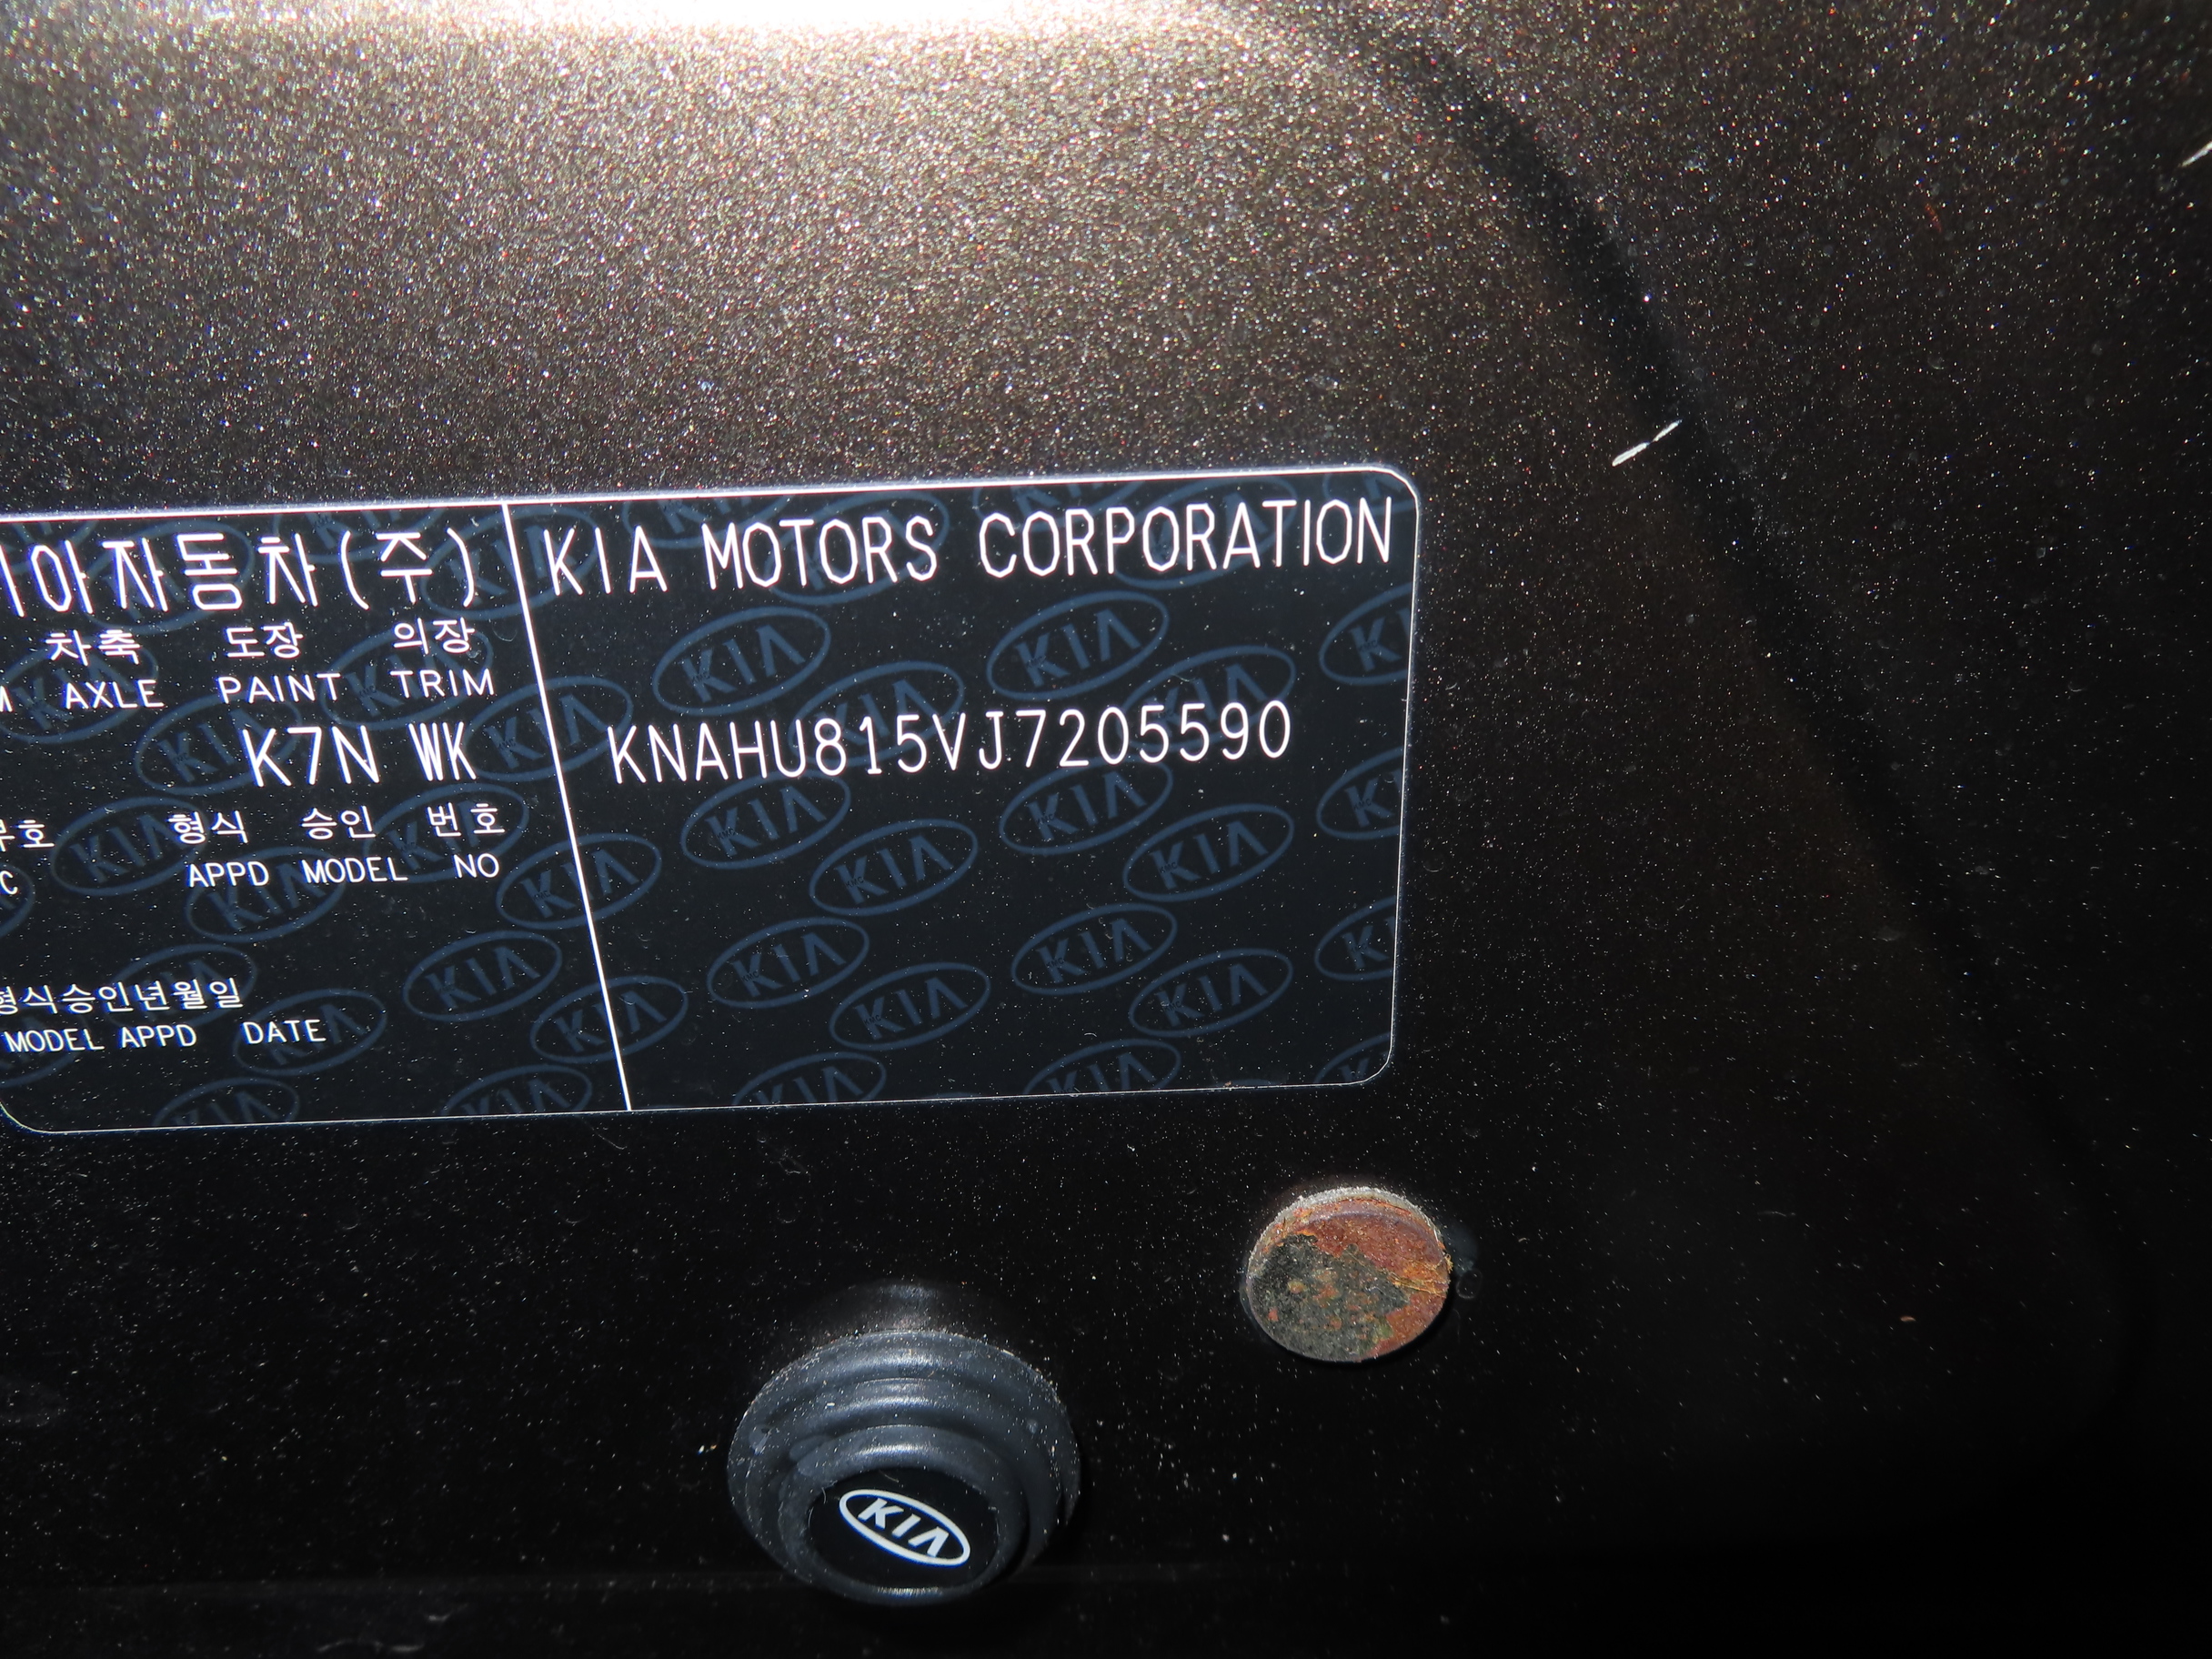 아자동차(주)
KIA MOTORS CORPORATION
차축 도장 의장
AXLE PAINT TRIM
K7N WK
KNAHU815VJ7205590
호 형식 승인 번호
C APPD MODEL NO
형식승인년월일
MODEL APPD DATE
KIA